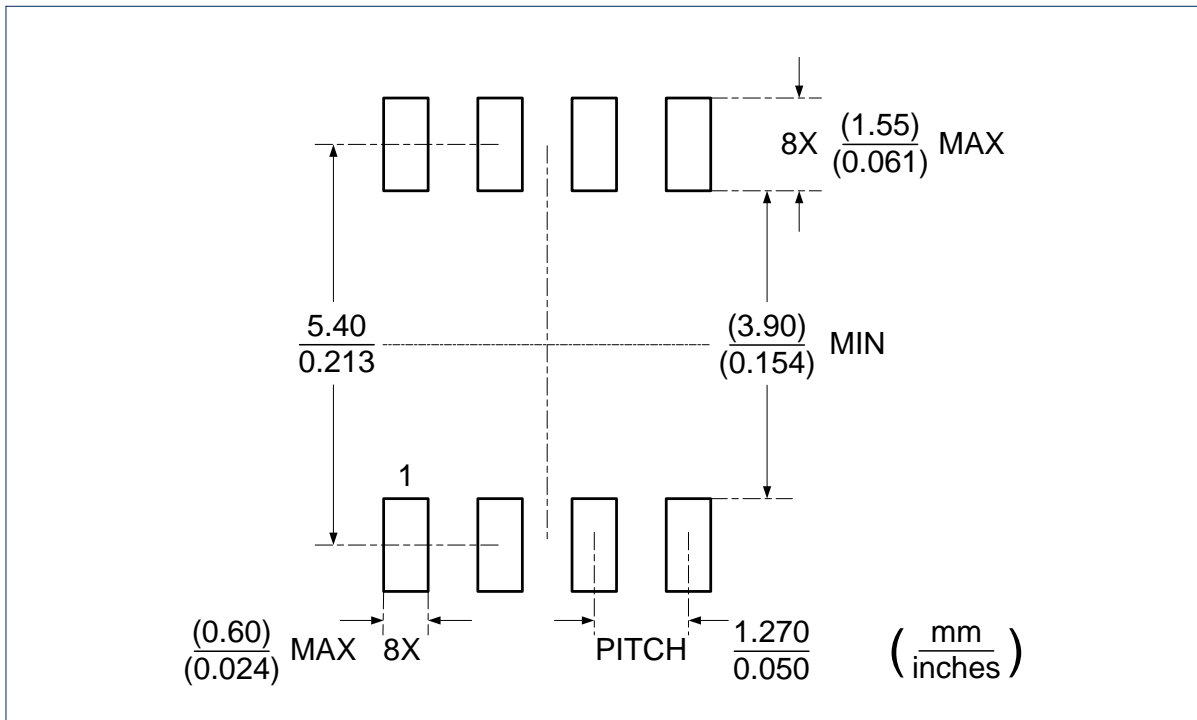 8X (1.55) MAX
(0.061)
5.40
0.213
(3.90) MIN
(0.154)
1
(0.60) MAX 8X
(0.024)
PITCH 1.270
0.050
( mm
inches )